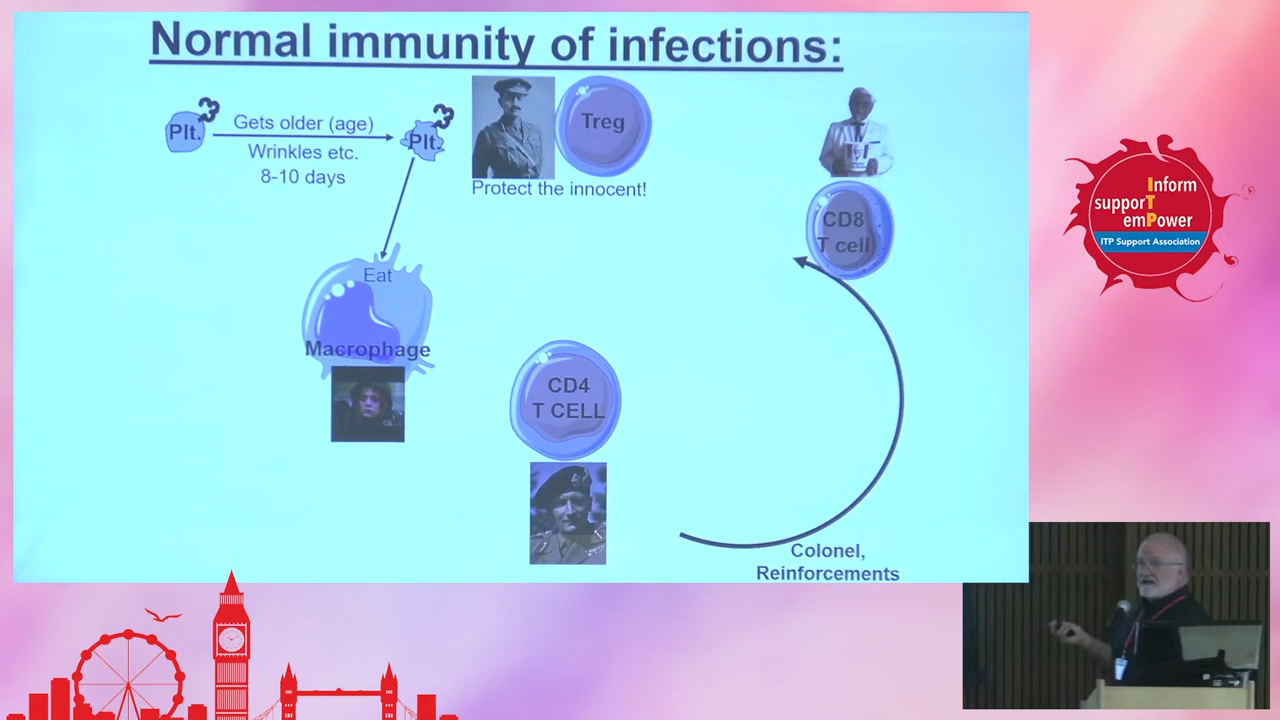 Normal immunity of infections:
Plt.
Gets older (age)
Wrinkles etc.
8-10 days
Plt.
Treg
Protect the innocent!
CD8
T cell
Eat
Macrophage
CD4
T CELL
Colonel,
Reinforcements
Inform
supporT
emPower
ITP Support Association